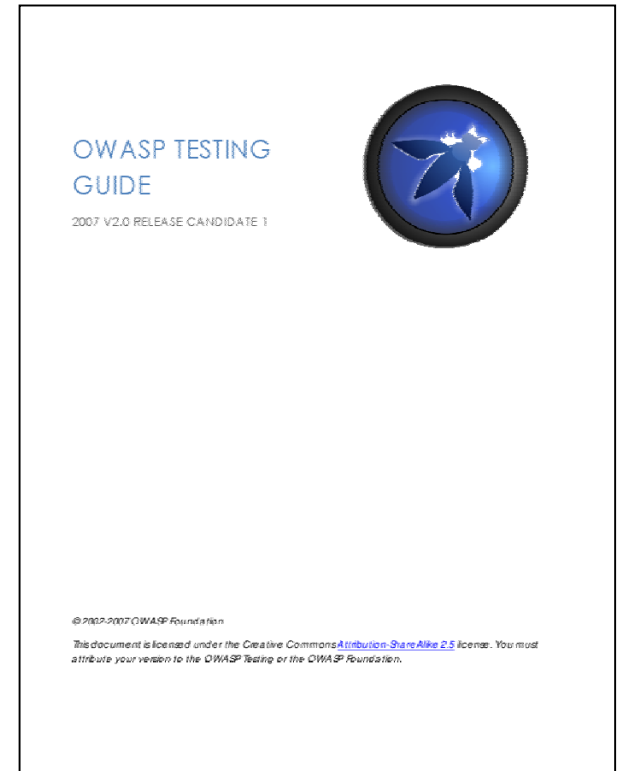 OWASP TESTING
GUIDE
2007 V2.0 RELEASE CANDIDATE 1
© 2002-2007 OWASP Foundation
This document is licensed under the Creative Commons Attribution-ShareAlike 2.5 license. You must
attribute your version to the OWASP Testing or the OWASP Foundation.